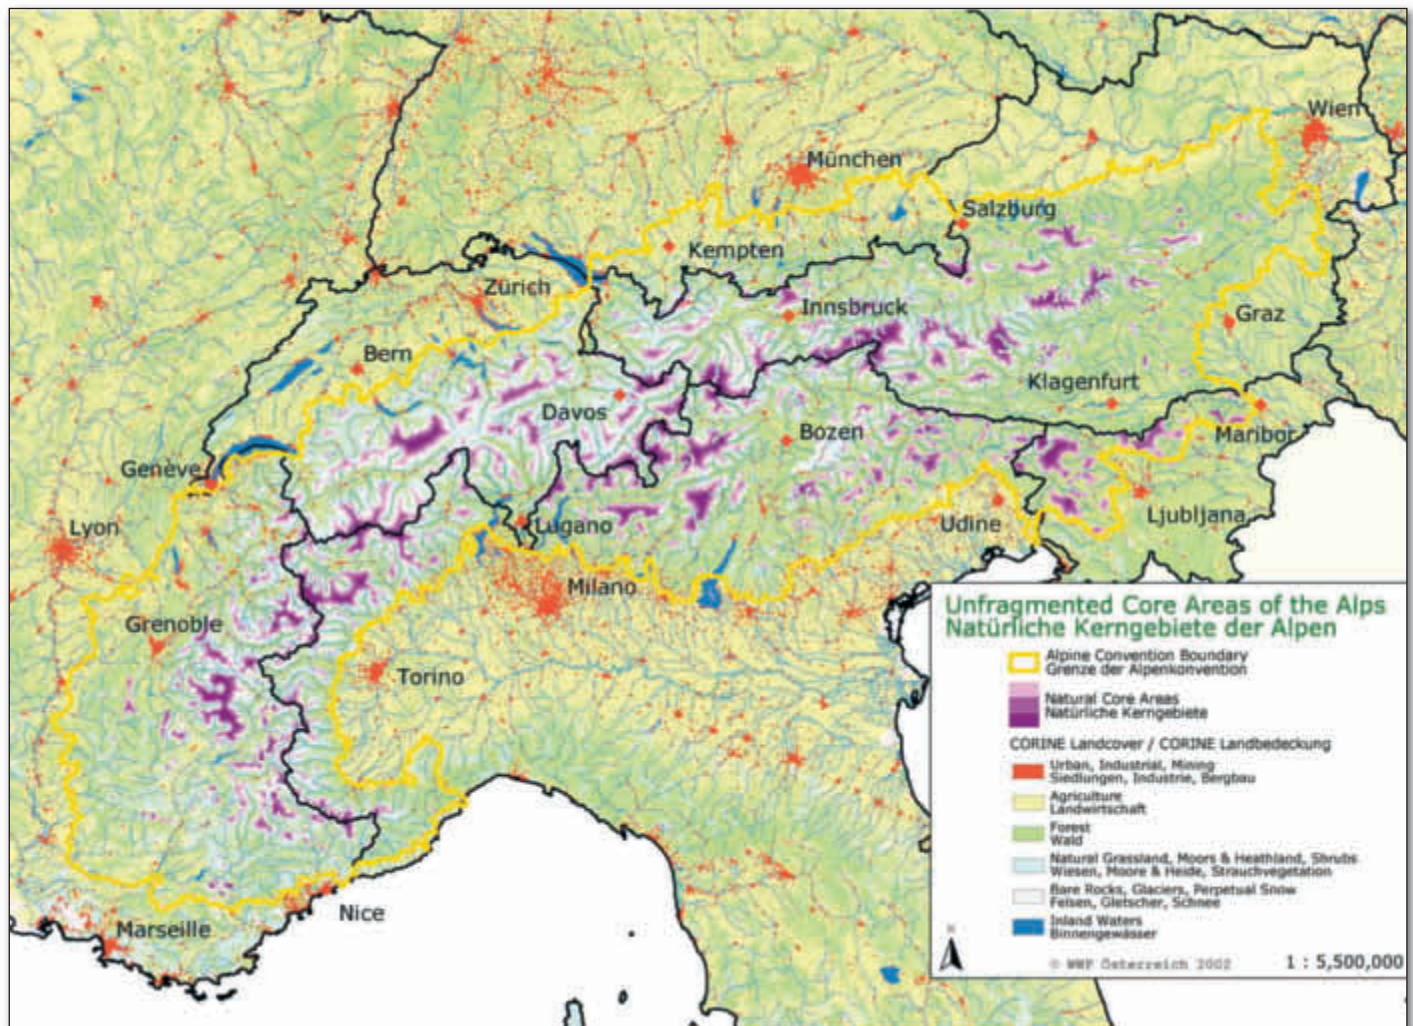 Wien
München
Salzburg
Kempten
Zürich
Innsbruck
Graz
Bern
Klagenfurt
Davos
Bozen
Maribor
Genève
Lyon
Lugano
Udine
Ljubljana
Milano
Grenoble
Torino
Nice
Marseille
Unfragmented Core Areas of the Alps
Natürliche Kerngebiete der Alpen
Alpine Convention Boundary
Grenze der Alpenkonvention
Natural Core Areas
Natürliche Kerngebiete
CORINE Landcover / CORINE Landbedeckung
Urban, Industrial, Mining
Siedlungen, Industrie, Bergbau
Agriculture
Landwirtschaft
Forest
Wald
Natural Grassland, Moors & Heathland, Shrubs
Wiesen, Moore & Heide, Strauchvegetation
Bare Rocks, Glaciers, Perpetual Snow
Felsen, Gletscher, Schnee
Inland Waters
Binnengewässer
N
© WWF Österreich 2002
1 : 5,500,000